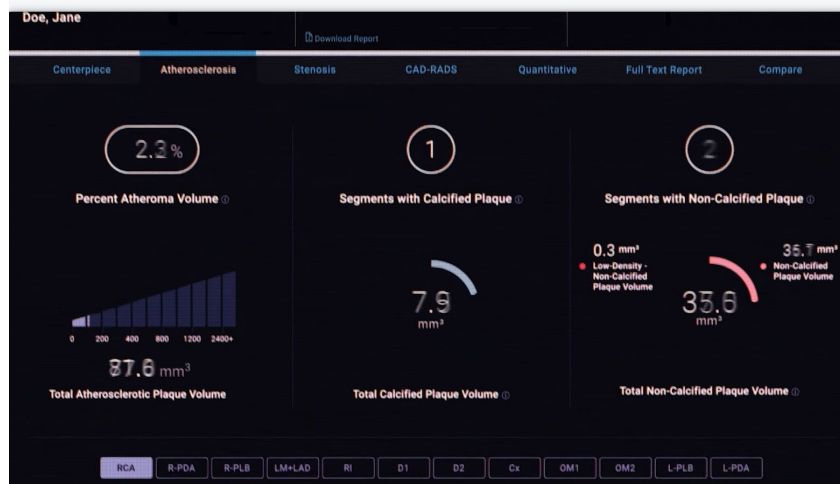 Doe, Jane
Download Report
Centerpiece
Atherosclerosis
Stenosis
CAD-RADS
Quantitative
Full Text Report
Compare
%
Percent Atheroma Volume
0 200 400 800 1200 2400+
mm³
Total Atherosclerotic Plaque Volume
1
Segments with Calcified Plaque
mm³
Total Calcified Plaque Volume
2
Segments with Non-Calcified Plaque
0.3 mm³
Low-Density -
Non-Calcified
Plaque Volume
mm³
Non-Calcified
Plaque Volume
mm³
Total Non-Calcified Plaque Volume
RCA
R-PDA
R-PLB
LM+LAD
RI
D1
D2
Cx
OM1
OM2
L-PLB
L-PDA